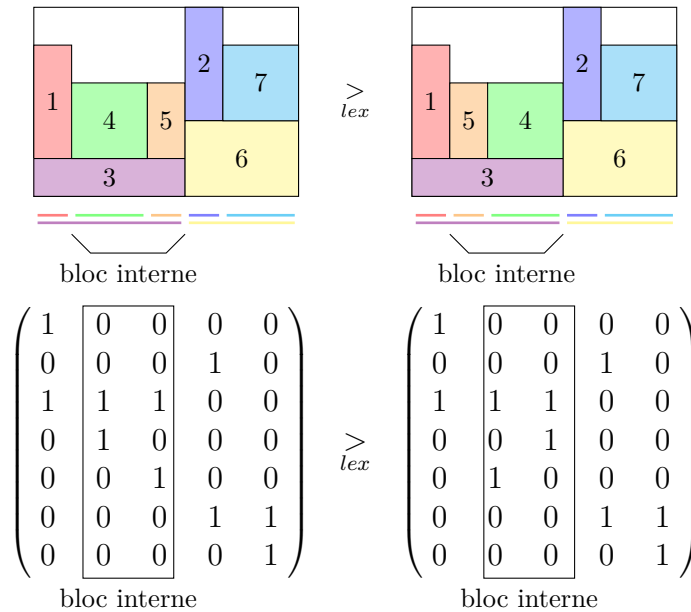 1 4 5 3 2 7 6 > lex 1 5 4 3 2 7 6
bloc interne bloc interne
1 0 0 0 0 1 0 0 0 0
0 0 0 1 0 0 0 0 1 0
1 1 1 0 0 1 1 1 0 0
0 1 0 0 0 > lex 0 0 1 0 0
0 0 1 0 0 0 1 0 0 0
0 0 0 1 1 0 0 0 1 1
0 0 0 0 1 0 0 0 0 1
bloc interne bloc interne